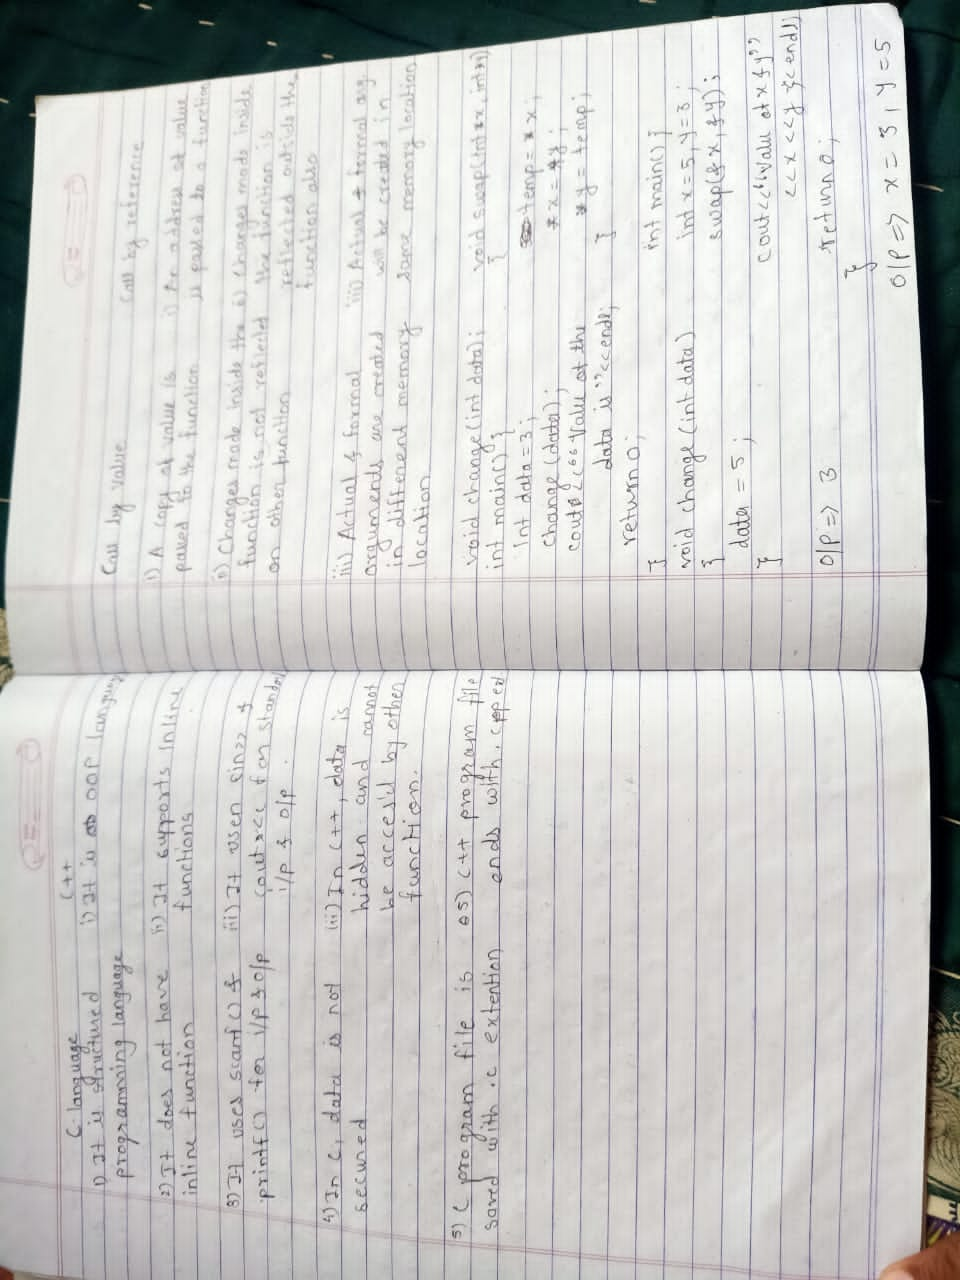 C-language C++
1) It is structured i) It is OOP language
programming language
2) It does not have ii) It supports Inline
inline function functions
3) It uses scanf() & iii) It uses cin>> &
printf() for i/p & o/p cout<< for standar
i/p & o/p.
4) In C, data is not iii) In C++, data is
secured hidden and cannot
be acces'd by other
function.
5) C program file is 5) C++ program file
saved with .c extention ends with .cpp ext
Call by value Call by reference
i) A copy of value is i) An address of value
passed to the function is passed to a function
ii) Changes made inside the ii) Changes made inside
function is not reflected the function is
on other function reflected outside the
function also
iii) Actual & formal iii) Actual & formal arg.
arguments are created will be created in
in different memory same memory location
location
void change(int data); void swap(int *x, int *y)
int main() { {
int data=3; temp = *x;
change(data); *x = *y;
cout<<"Value of the *y = temp;
data is"<<endl; }
return 0; int main() {
} int x=5, y=3;
void change (int data) swap(&x, &y);
{
data = 5; cout<<"Value of x & y"
} <<x<<y<<endl;
O/P => 3 return 0;
}
O/P => x = 3, y = 5